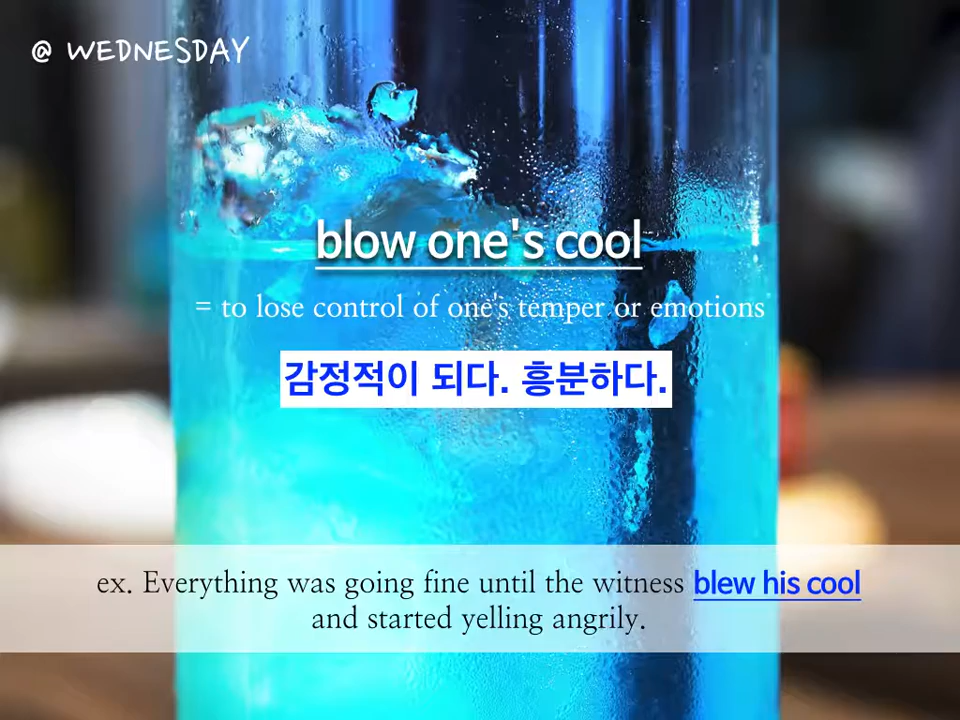 @ WEDNESDAY
blow one's cool
= to lose control of one's temper or emotions
감정적이 되다. 흥분하다.
ex. Everything was going fine until the witness blew his cool
and started yelling angrily.